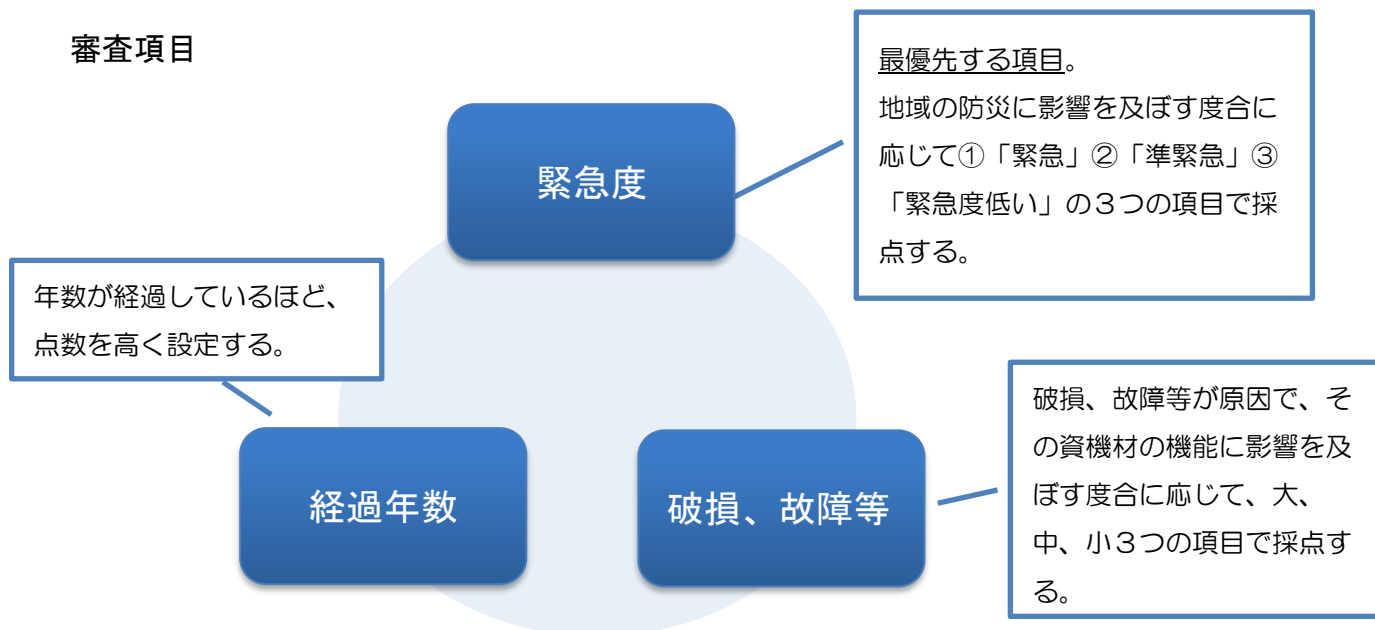 審査項目
最優先する項目。
地域の防災に影響を及ぼす度合に
応じて①「緊急」②「準緊急」③
「緊急度低い」の３つの項目で採
点する。
緊急度
年数が経過しているほど、
点数を高く設定する。
経過年数
破損、故障等
破損、故障等が原因で、そ
の資機材の機能に影響を及
ぼす度合に応じて、大、
中、小３つの項目で採点す
る。